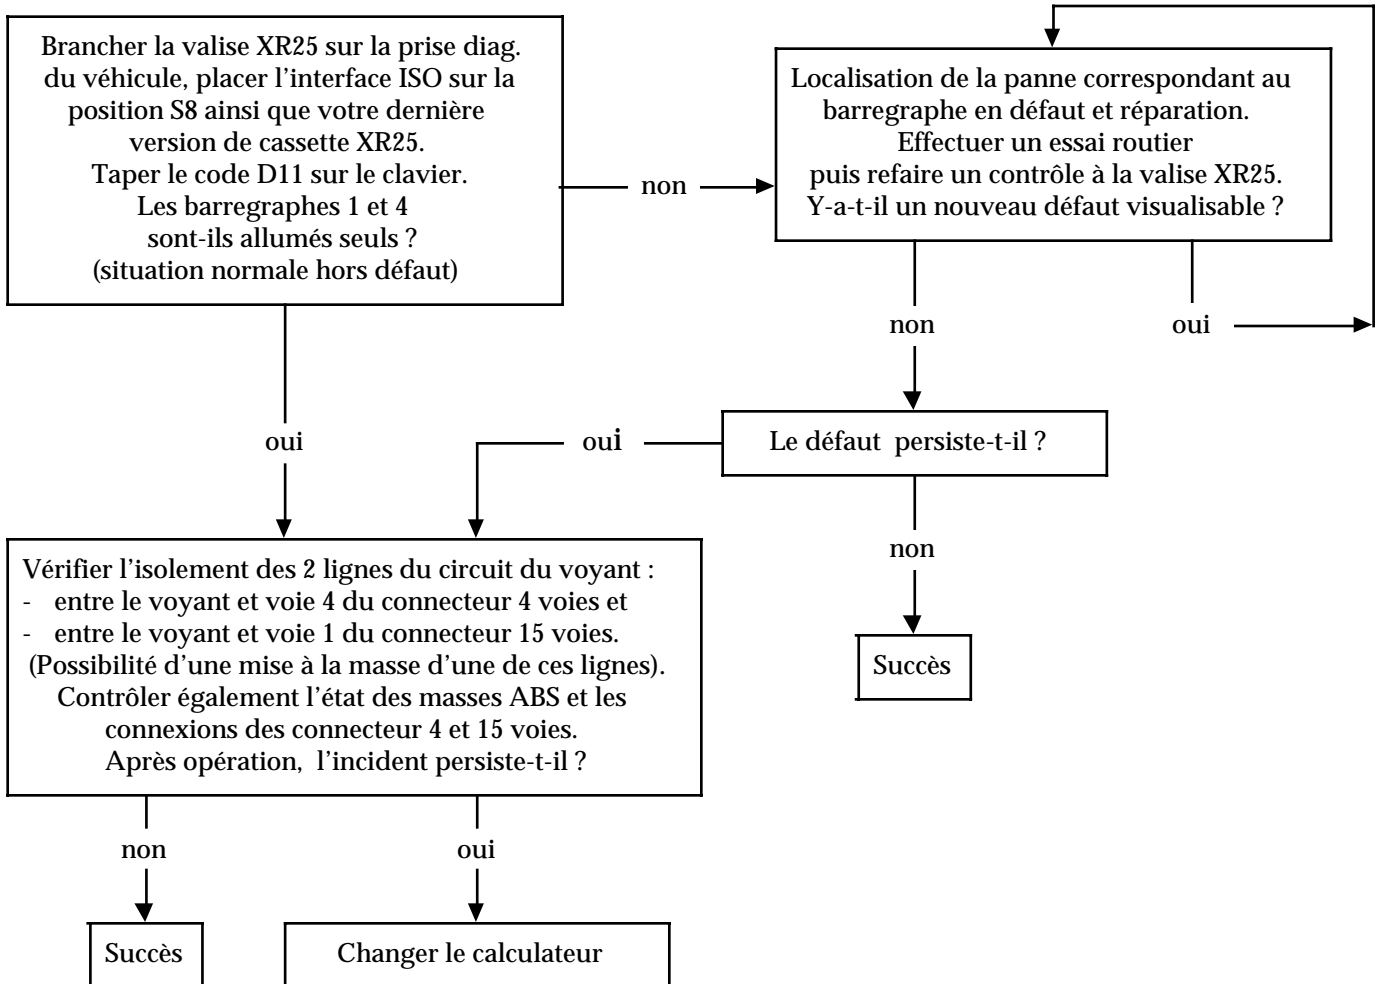 Brancher la valise XR25 sur la prise diag.
du véhicule, placer l'interface ISO sur la
position S8 ainsi que votre dernière
version de cassette XR25.
Taper le code D11 sur le clavier.
Les barregraphes 1 et 4
sont-ils allumés seuls ?
(situation normale hors défaut)
non
Localisation de la panne correspondant au
barregraphe en défaut et réparation.
Effectuer un essai routier
puis refaire un contrôle à la valise XR25.
Y-a-t-il un nouveau défaut visualisable ?
non
oui
oui
oui
Le défaut persiste-t-il ?
non
Succès
Vérifier l'isolement des 2 lignes du circuit du voyant :
- entre le voyant et voie 4 du connecteur 4 voies et
- entre le voyant et voie 1 du connecteur 15 voies.
(Possibilité d'une mise à la masse d'une de ces lignes).
Contrôler également l'état des masses ABS et les
connexions des connecteur 4 et 15 voies.
Après opération, l'incident persiste-t-il ?
non
oui
Succès
Changer le calculateur